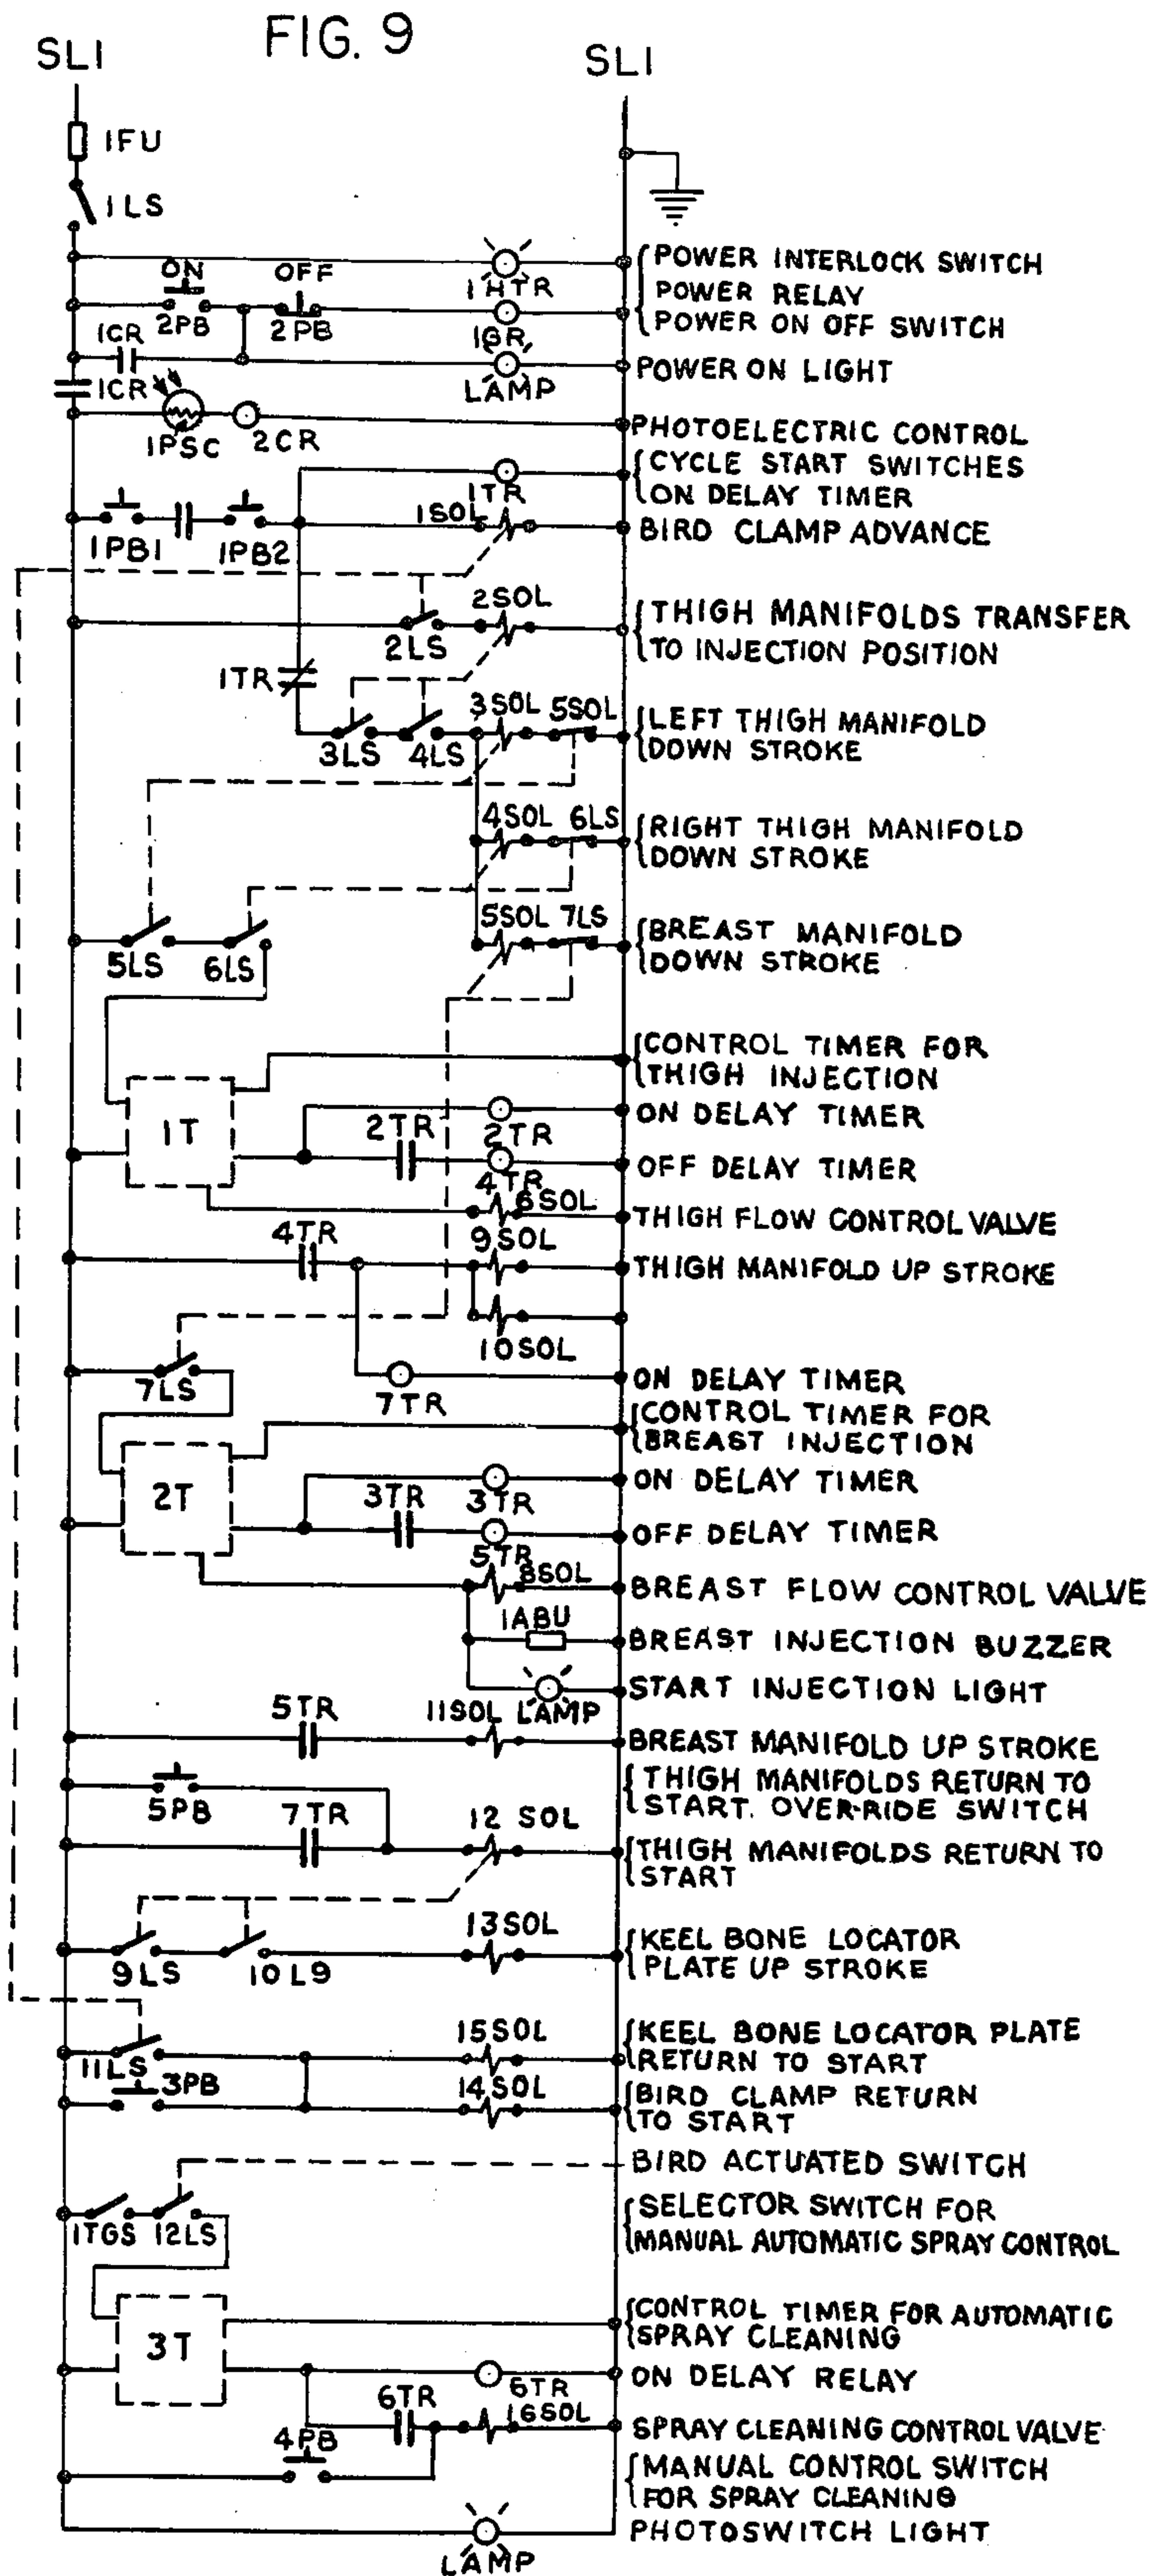 FIG. 9
SL1 SL1
1FU
1LS
POWER INTERLOCK SWITCH
ON OFF 1HTR
POWER RELAY
2PB 2PB
POWER ON OFF SWITCH
1CR 1GR
LAMP
POWER ON LIGHT
1CR
1PSC 2CR
PHOTOELECTRIC CONTROL
CYCLE START SWITCHES
1TR
ON DELAY TIMER
1PB1 1PB2 1SOL
BIRD CLAMP ADVANCE
2LS 2SOL
THIGH MANIFOLDS TRANSFER
TO INJECTION POSITION
1TR
3LS 4LS 3SOL 5SOL
LEFT THIGH MANIFOLD
DOWN STROKE
4SOL 6LS
RIGHT THIGH MANIFOLD
DOWN STROKE
5LS 6LS 5SOL 7LS
BREAST MANIFOLD
DOWN STROKE
CONTROL TIMER FOR
THIGH INJECTION
1T
2TR
ON DELAY TIMER
2TR 4TR
OFF DELAY TIMER
6SOL
THIGH FLOW CONTROL VALVE
4TR 9SOL
THIGH MANIFOLD UP STROKE
10SOL
7LS 7TR
ON DELAY TIMER
CONTROL TIMER FOR
BREAST INJECTION
2T
3TR
ON DELAY TIMER
3TR 5TR
OFF DELAY TIMER
8SOL
BREAST FLOW CONTROL VALVE
1ABU
BREAST INJECTION BUZZER
LAMP
START INJECTION LIGHT
5TR 11SOL
BREAST MANIFOLD UP STROKE
5PB
THIGH MANIFOLDS RETURN TO
START. OVER-RIDE SWITCH
7TR 12 SOL
THIGH MANIFOLDS RETURN TO
START
9LS 10L9 13SOL
KEEL BONE LOCATOR
PLATE UP STROKE
11LS 15SOL
KEEL BONE LOCATOR PLATE
RETURN TO START
3PB 14SOL
BIRD CLAMP RETURN
TO START
BIRD ACTUATED SWITCH
1TGS 12LS
SELECTOR SWITCH FOR
MANUAL AUTOMATIC SPRAY CONTROL
3T
CONTROL TIMER FOR AUTOMATIC
SPRAY CLEANING
6TR
ON DELAY RELAY
6TR 16SOL
SPRAY CLEANING CONTROL VALVE
4PB
MANUAL CONTROL SWITCH
FOR SPRAY CLEANING
LAMP
PHOTOSWITCH LIGHT